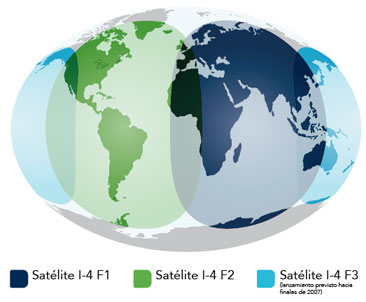 Satélite I-4 F1
Satélite I-4 F2
Satélite I-4 F3
(lanzamiento previsto hacia
finales de 2007)